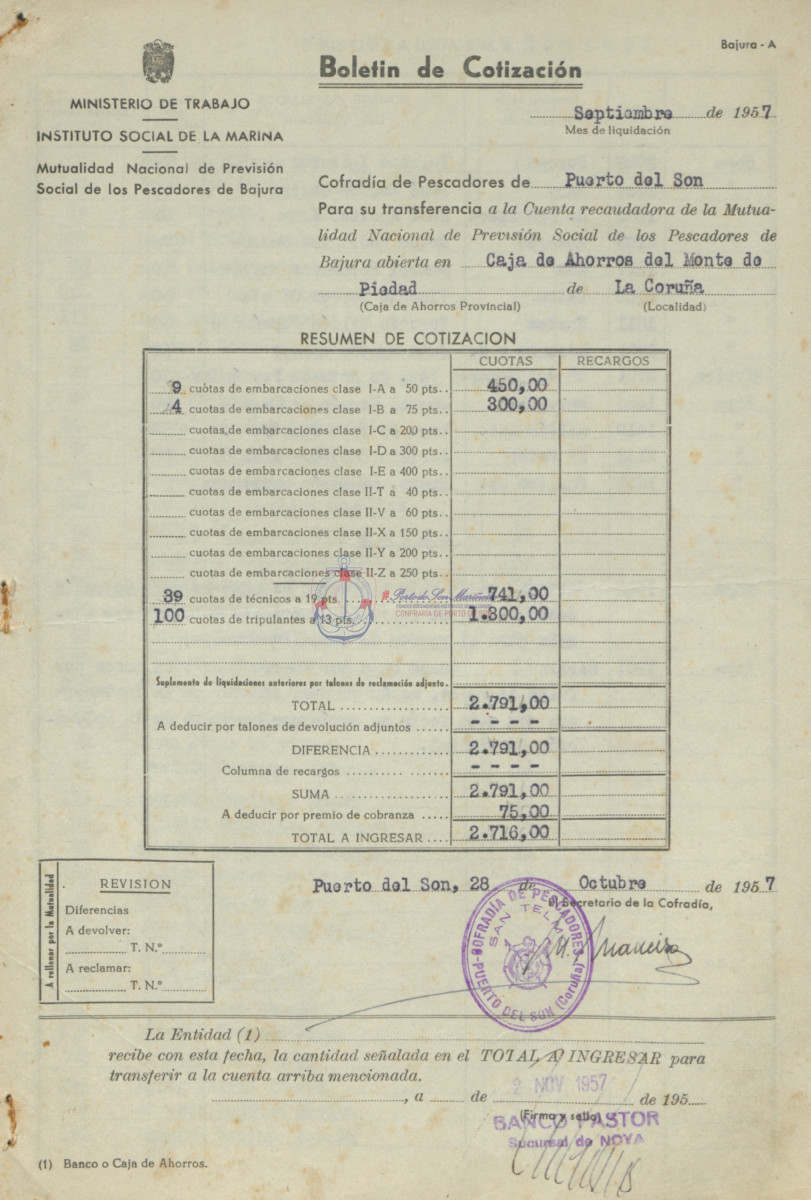 Bajura - A
Boletin de Cotización
MINISTERIO DE TRABAJO
INSTITUTO SOCIAL DE LA MARINA
Mutualidad Nacional de Previsión
Social de los Pescadores de Bajura
Septiembre de 1957
Mes de liquidación
Cofradía de Pescadores de Puerto del Son
Para su transferencia a la Cuenta recaudadora de la Mutua-
lidad Nacional de Previsión Social de los Pescadores de
Bajura abierta en Caja de Ahorros del Monte de
Piedad de La Coruña
(Caja de Ahorros Provincial) (Localidad)
RESUMEN DE COTIZACION
CUOTAS RECARGOS
9 cuotas de embarcaciones clase I-A a 50 pts.. 450,00
4 cuotas de embarcaciones clase I-B a 75 pts.. 300,00
cuotas de embarcaciones clase I-C a 200 pts..
cuotas de embarcaciones clase I-D a 300 pts..
cuotas de embarcaciones clase I-E a 400 pts..
cuotas de embarcaciones clase II-T a 40 pts..
cuotas de embarcaciones clase II-V a 60 pts..
cuotas de embarcaciones clase II-X a 150 pts..
cuotas de embarcaciones clase II-Y a 200 pts..
cuotas de embarcaciones clase II-Z a 250 pts..
39 cuotas de técnicos a 19 pts. 741,00
100 cuotas de tripulantes a 13 pts. 1.300,00
Suplemento de liquidaciones anteriores por talones de reclamación adjunto.
TOTAL 2.791,00
A deducir por talones de devolución adjuntos - - - -
DIFERENCIA 2.791,00
Columna de recargos - - - -
SUMA 2.791,00
A deducir por premio de cobranza 75,00
TOTAL A INGRESAR 2.716,00
A rellenar por la Mutualidad
REVISION
Diferencias
A devolver:
T. N.º
A reclamar:
T. N.º
Puerto del Son, 28 de Octubre de 1957
El Secretario de la Cofradía,
COFRADIA DE PESCADORES
SAN TELMO
PUERTO DEL SON (Coruña)
La Entidad (1)
recibe con esta fecha, la cantidad señalada en el TOTAL A INGRESAR para
transferir a la cuenta arriba mencionada.
2 NOV 1957
, a de de 195
(Firma y sello)
BANCO PASTOR
Sucursal de NOYA
(1) Banco o Caja de Ahorros.